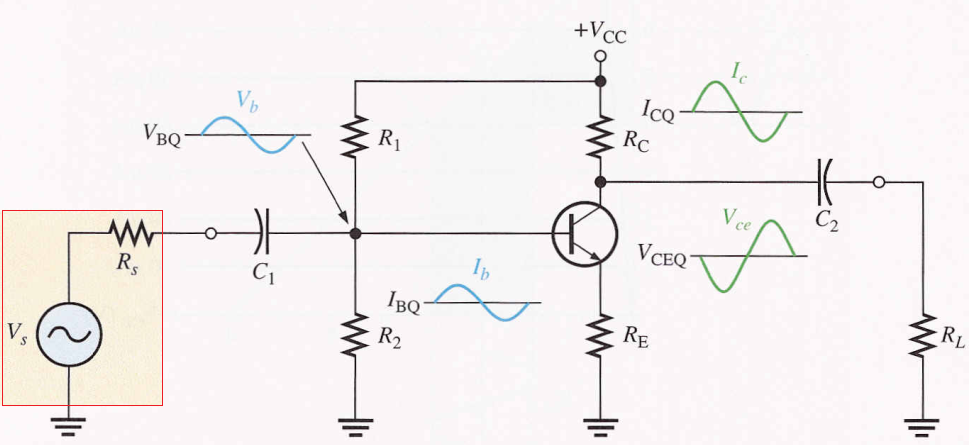 +VCC
Ic
Vb
ICQ
VBQ
R1
RC
C2
Vce
Rs
C1
VCEQ
Ib
IBQ
Vs
R2
RE
RL